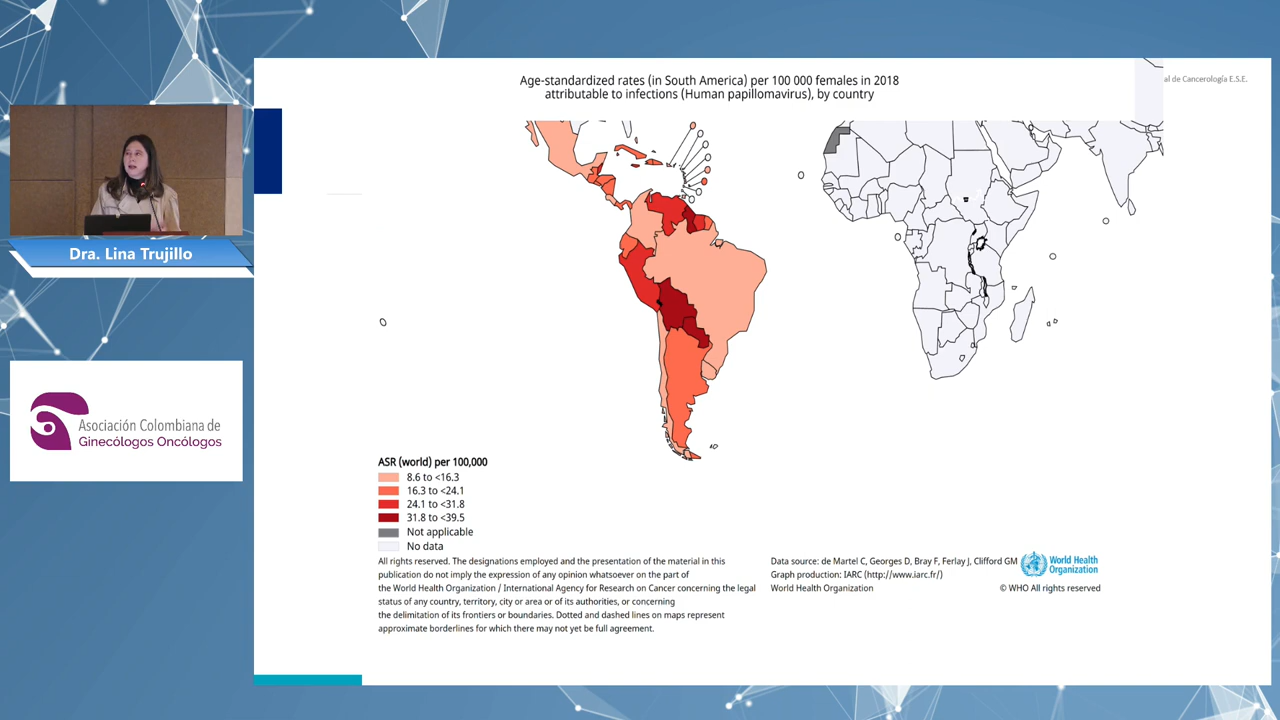 Age-standardized rates (in South America) per 100 000 females in 2018
attributable to infections (Human papillomavirus), by country
al de Cancerología E.S.E.
Dra. Lina Trujillo
Asociación Colombiana de
Ginecólogos Oncólogos
ASR (world) per 100,000
8.6 to <16.3
16.3 to <24.1
24.1 to <31.8
31.8 to <39.5
Not applicable
No data
All rights reserved. The designations employed and the presentation of the material in this
publication do not imply the expression of any opinion whatsoever on the part of
the World Health Organization / International Agency for Research on Cancer concerning the legal
status of any country, territory, city or area or of its authorities, or concerning
the delimitation of its frontiers or boundaries. Dotted and dashed lines on maps represent
approximate borderlines for which there may not yet be full agreement.
Data source: de Martel C, Georges D, Bray F, Ferlay J, Clifford GM
Graph production: IARC (http://www.iarc.fr/)
World Health Organization
World Health
Organization
© WHO All rights reserved